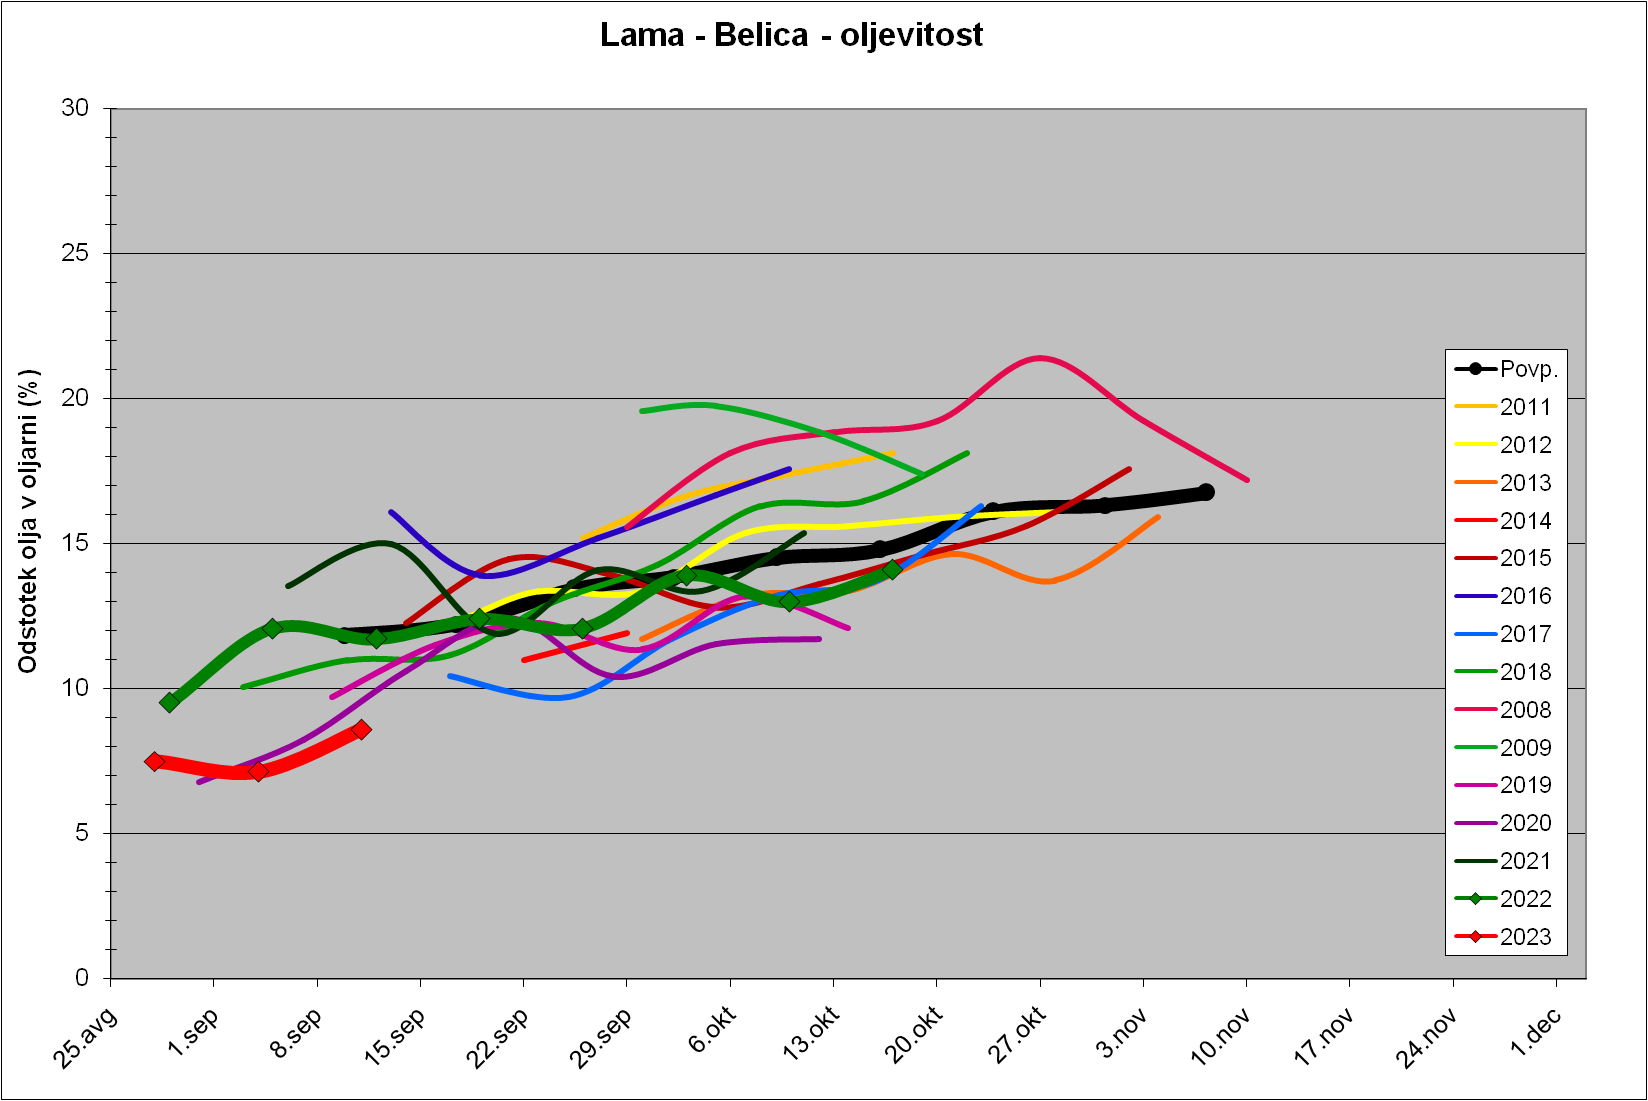 Lama - Belica - oljevitost
Odstotek olja v oljarni (%)
30
25
20
15
10
5
0
25.avg
1.sep
8.sep
15.sep
22.sep
29.sep
6.okt
13.okt
20.okt
27.okt
3.nov
10.nov
17.nov
24.nov
1.dec
Povp.
2011
2012
2013
2014
2015
2016
2017
2018
2008
2009
2019
2020
2021
2022
2023